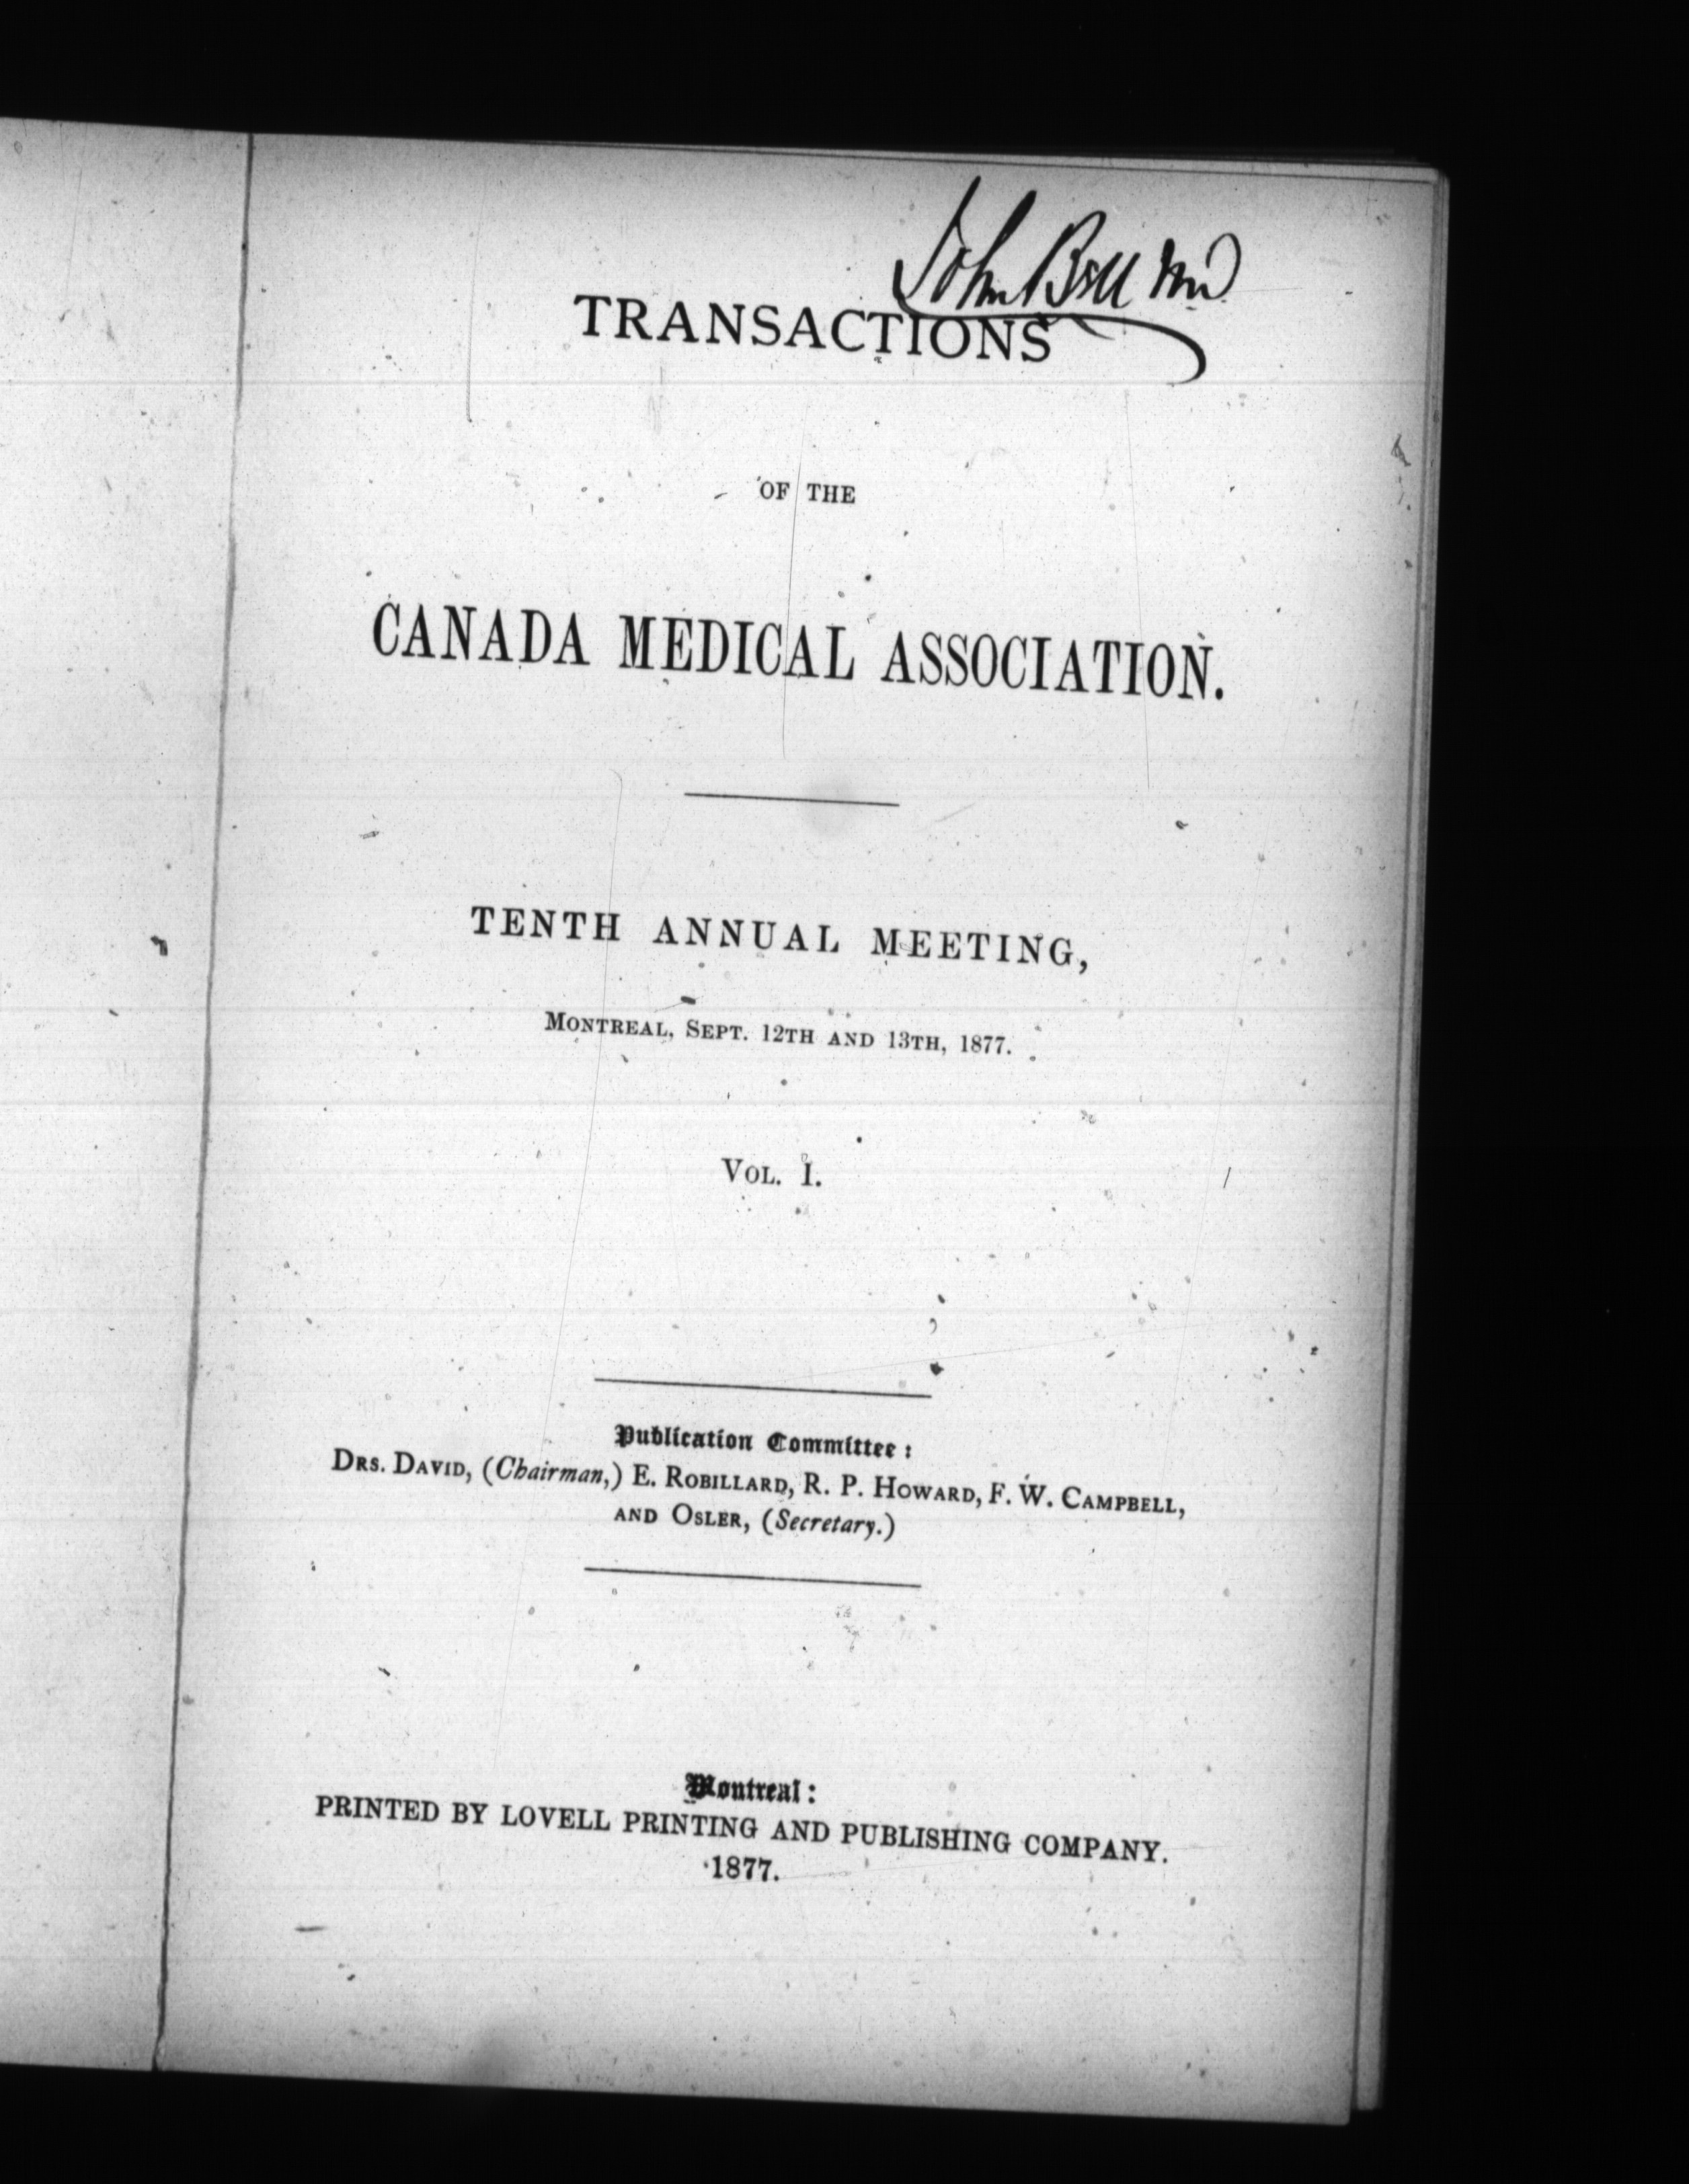 John Bell MD
TRANSACTIONS
OF THE
CANADA MEDICAL ASSOCIATION.
TENTH ANNUAL MEETING,
MONTREAL, SEPT. 12TH AND 13TH, 1877.
VOL. I.
Publication Committee:
DRS. DAVID, (Chairman,) E. ROBILLARD, R. P. HOWARD, F. W. CAMPBELL,
AND OSLER, (Secretary.)
Montreal:
PRINTED BY LOVELL PRINTING AND PUBLISHING COMPANY.
1877.